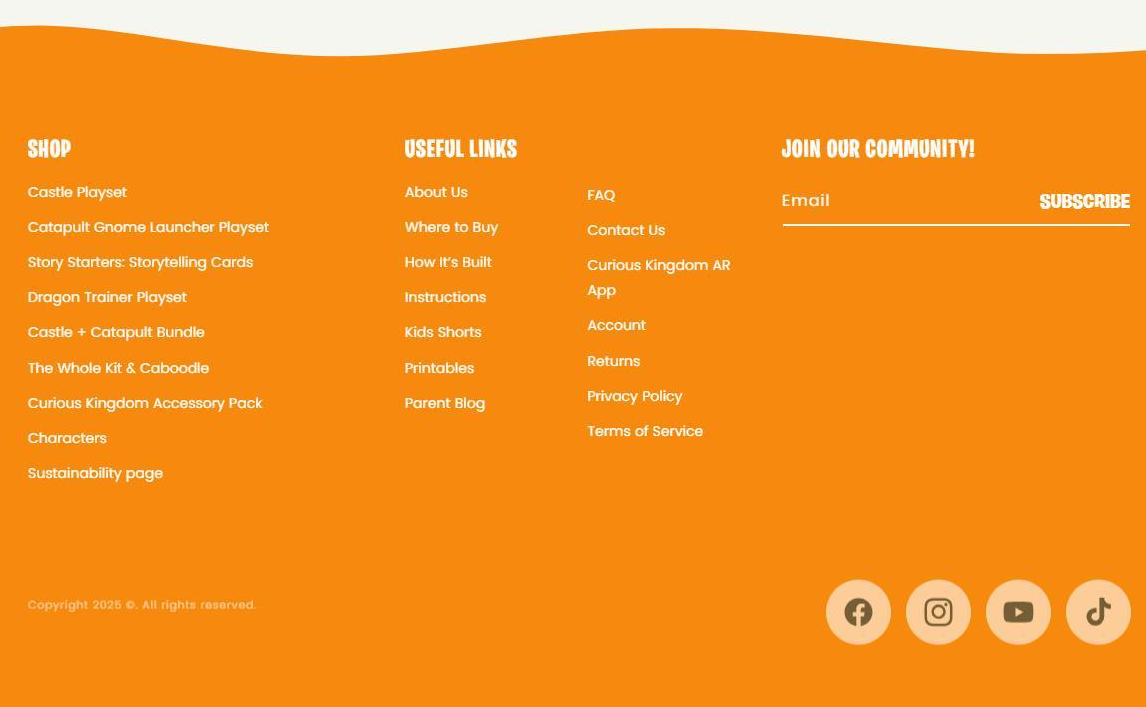 SHOP
Castle Playset
Catapult Gnome Launcher Playset
Story Starters: Storytelling Cards
Dragon Trainer Playset
Castle + Catapult Bundle
The Whole Kit & Caboodle
Curious Kingdom Accessory Pack
Characters
Sustainability page
USEFUL LINKS
About Us
Where to Buy
How It's Built
Instructions
Kids Shorts
Printables
Parent Blog
FAQ
Contact Us
Curious Kingdom AR
App
Account
Returns
Privacy Policy
Terms of Service
JOIN OUR COMMUNITY!
Email
SUBSCRIBE
Copyright 2025 ©. All rights reserved.